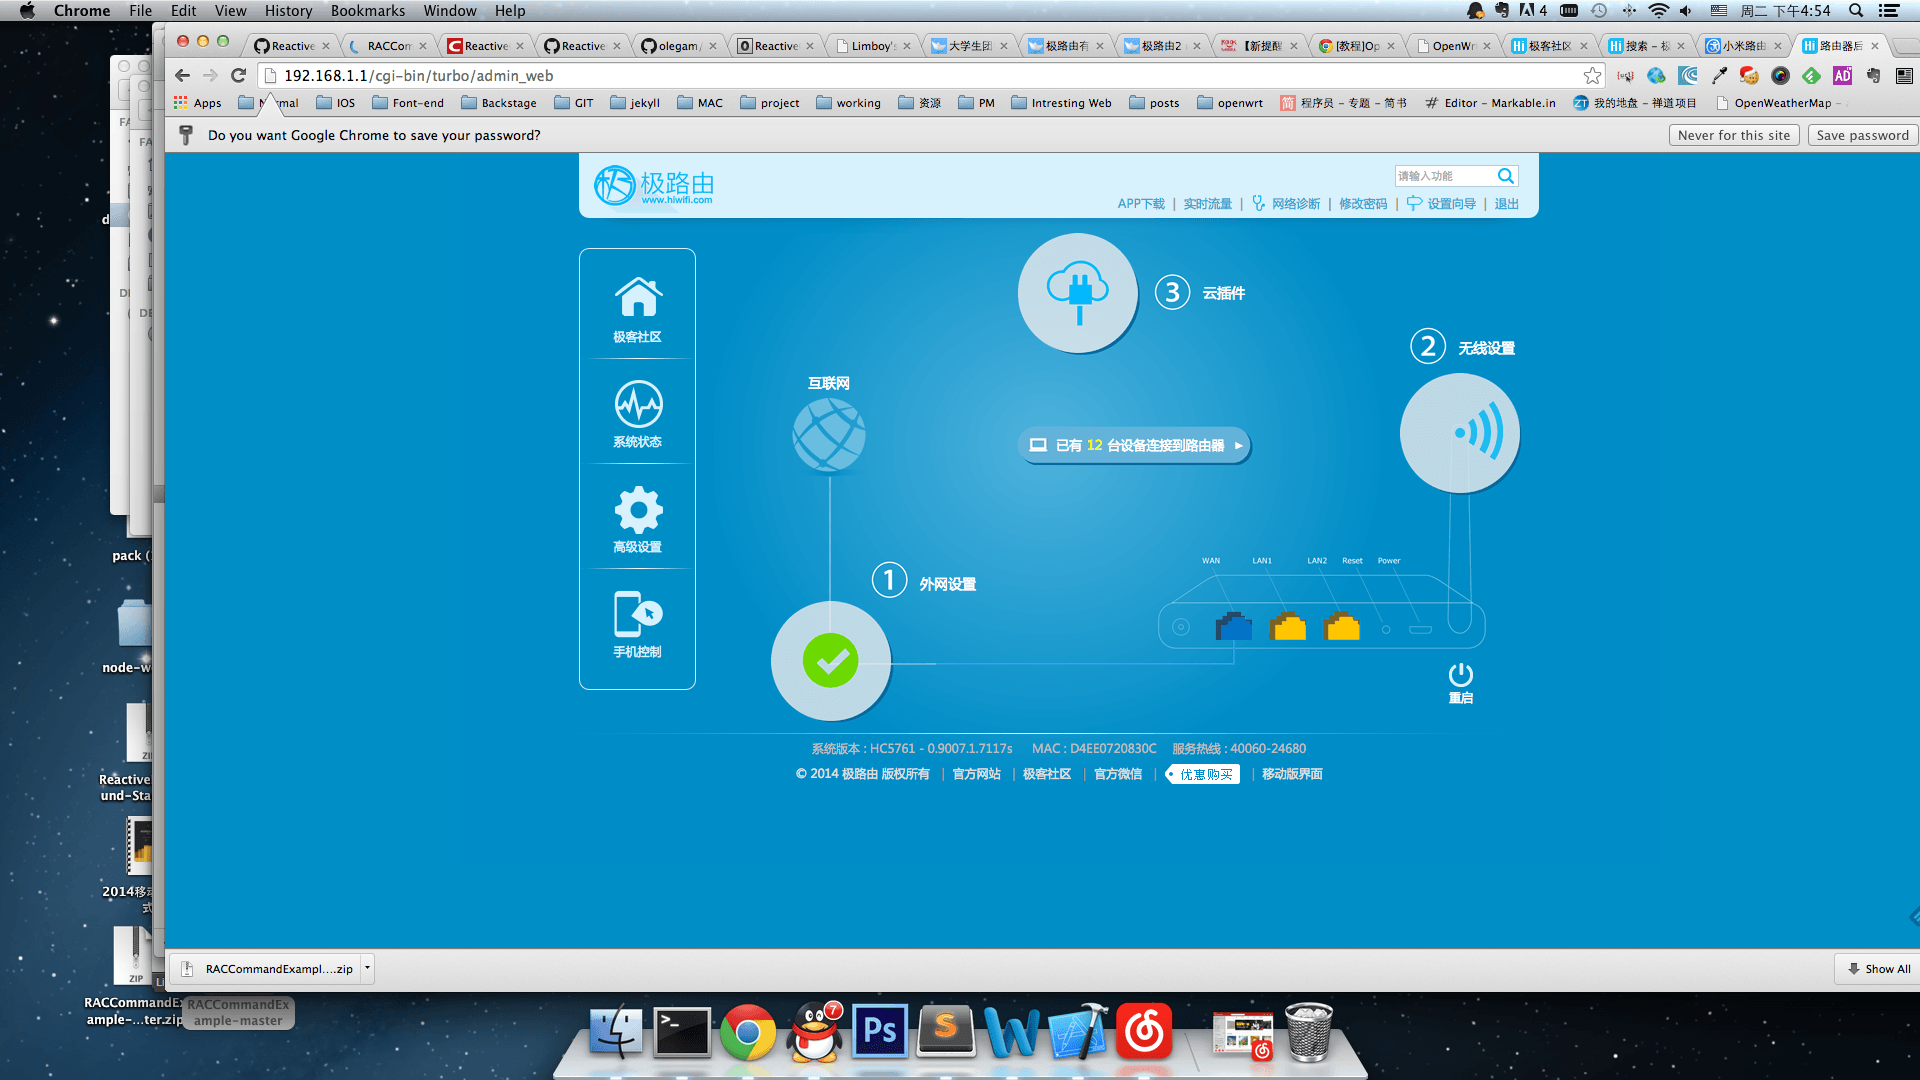 Chrome File Edit View History Bookmarks Window Help
4
周二 下午4:54
Reactive
RACCom
Reactive
Reactive
olegam/
Reactive
Limboy's
大学生团
极路由有
极路由2
【新提醒
[教程]Op
OpenWr
极客社区
搜索 – 极
小米路由
路由器后
192.168.1.1/cgi-bin/turbo/admin_web
Apps
IOS
Font-end
Backstage
GIT
jekyll
MAC
project
working
资源
PM
Intresting Web
posts
openwrt
程序员 – 专题 – 简书
Editor – Markable.in
我的地盘 – 禅道项目
OpenWeatherMap –
Do you want Google Chrome to save your password?
Never for this site
Save password
极路由
www.hiwifi.com
请输入功能
APP下载 | 实时流量 | 网络诊断 | 修改密码 | 设置向导 | 退出
极客社区
系统状态
高级设置
手机控制
3 云插件
2 无线设置
互联网
已有 12 台设备连接到路由器
1 外网设置
WAN LAN1 LAN2 Reset Power
重启
系统版本 : HC5761 - 0.9007.1.7117s MAC : D4EE0720830C 服务热线 : 40060-24680
© 2014 极路由 版权所有 | 官方网站 | 极客社区 | 官方微信 | 优惠购买 | 移动版界面
pack (
node-w
Reactive
und-Sta
2014移
式
ZIP
RACCommandEx
ample-...ter.zip
RACCommandEx
ample-master
RACCommandExampl....zip
Show All
7
Ps